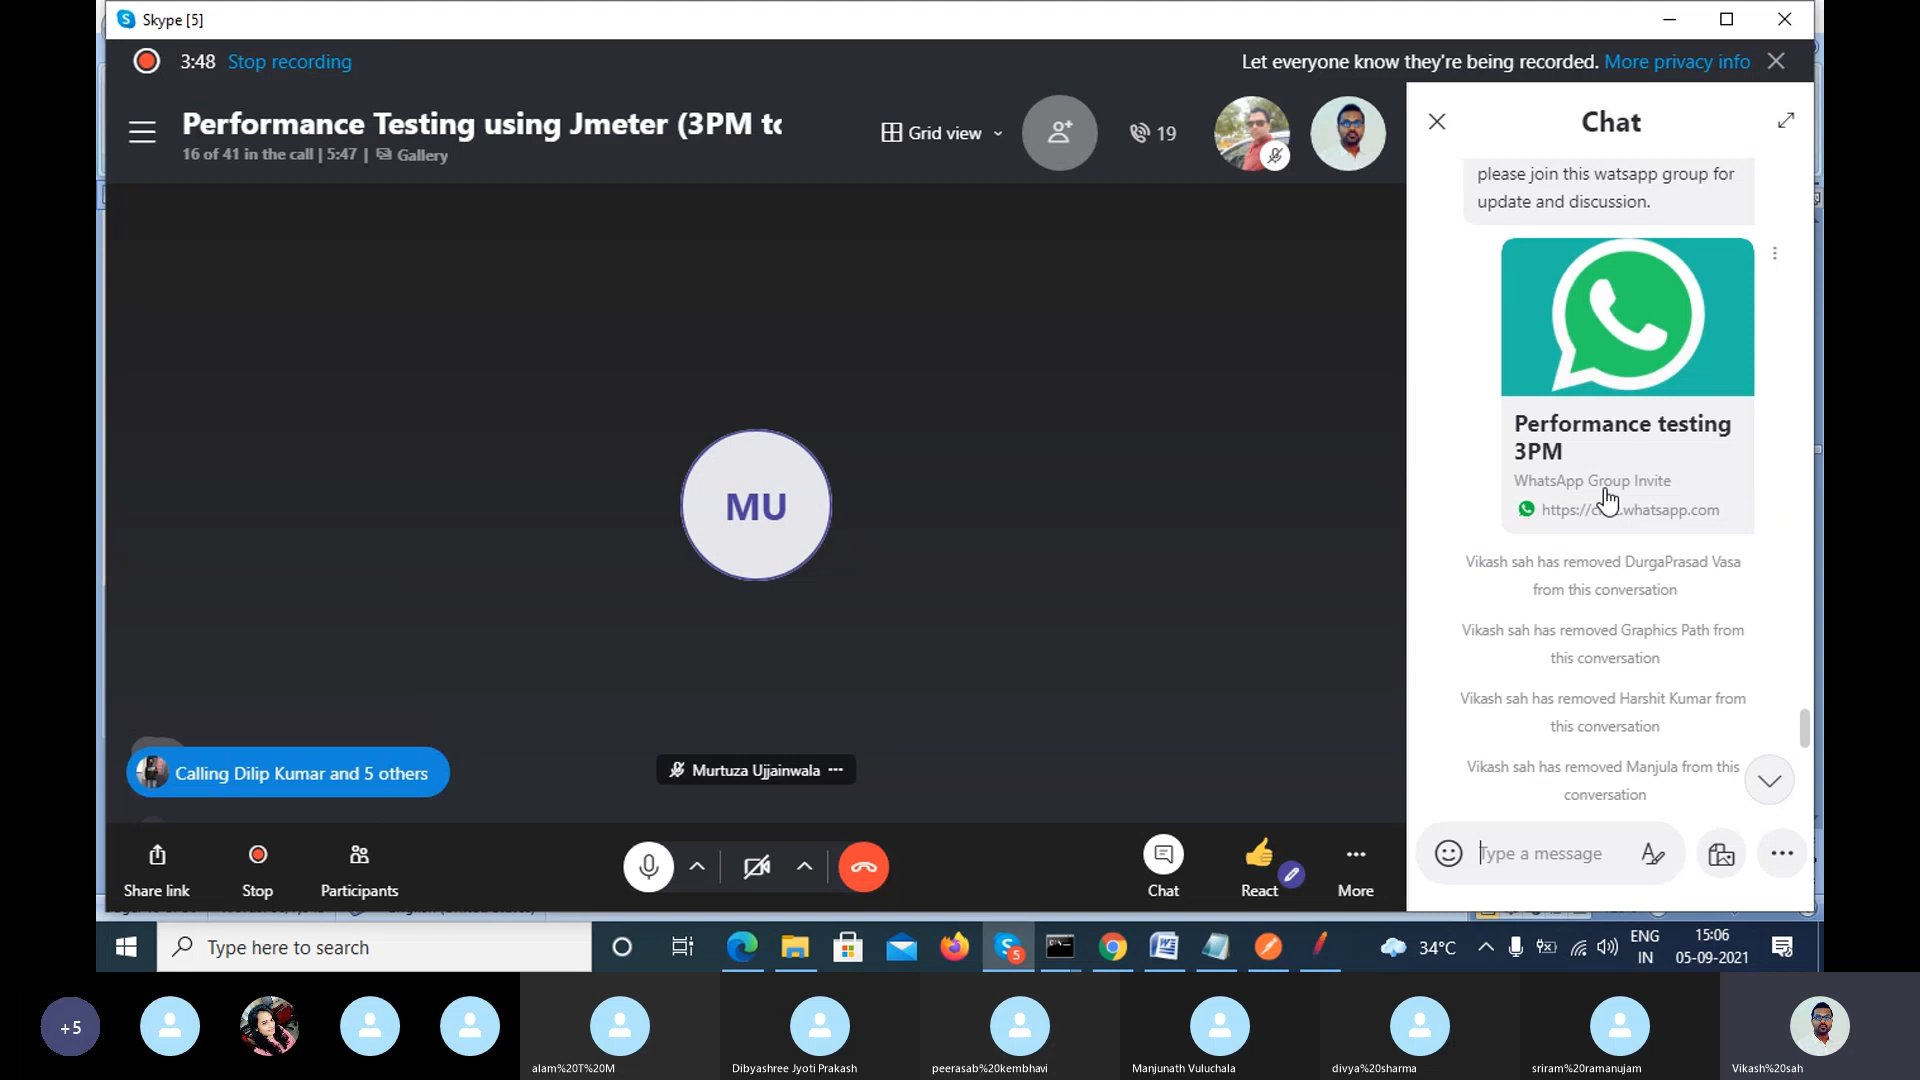 Skype [5]
3:48 Stop recording
Let everyone know they're being recorded. More privacy info
Performance Testing using Jmeter (3PM to
16 of 41 in the call | 5:47 | Gallery
Grid view
19
Chat
please join this watsapp group for
update and discussion.
Performance testing
3PM
WhatsApp Group Invite
https://chat.whatsapp.com
Vikash sah has removed DurgaPrasad Vasa
from this conversation
Vikash sah has removed Graphics Path from
this conversation
Vikash sah has removed Harshit Kumar from
this conversation
Vikash sah has removed Manjula from this
conversation
MU
Calling Dilip Kumar and 5 others
Murtuza Ujjainwala
Type a message
Share link
Stop
Participants
Chat
React
More
Type here to search
5
34°C
ENG
IN
15:06
05-09-2021
+5
alam%20T%20M
Dibyashree Jyoti Prakash
peerasab%20kembhavi
Manjunath Vuluchala
divya%20sharma
sriram%20ramanujam
Vikash%20sah